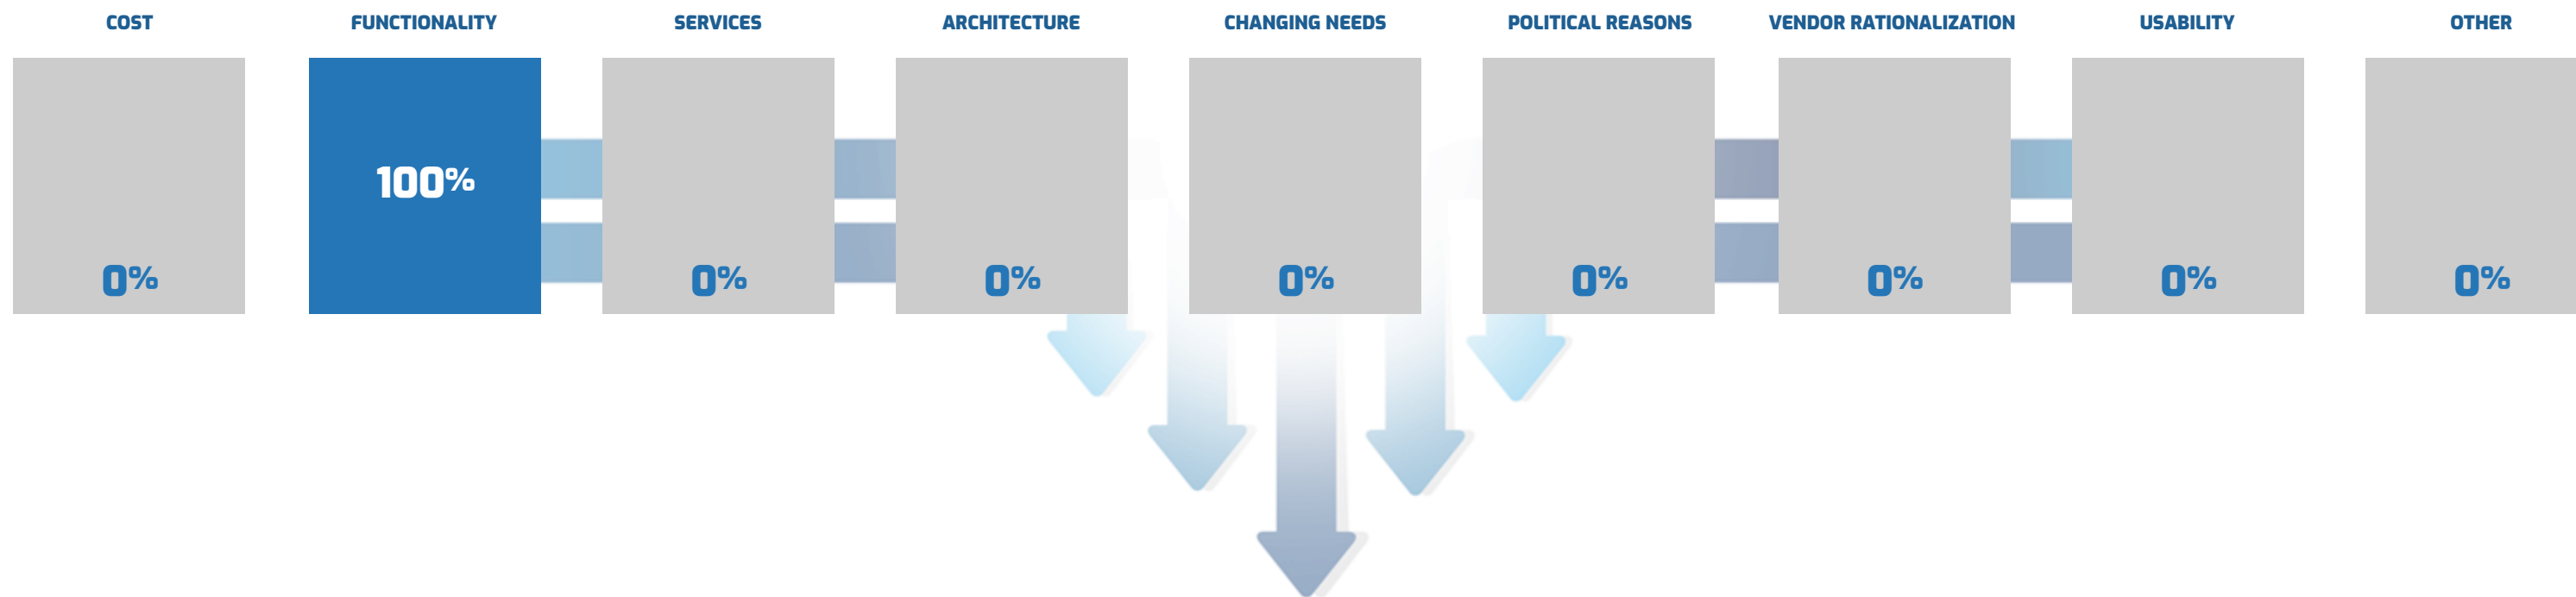 COST FUNCTIONALITY SERVICES ARCHITECTURE CHANGING NEEDS POLITICAL REASONS VENDOR RATIONALIZATION USABILITY OTHER
100%
0% 0% 0% 0% 0% 0% 0% 0%